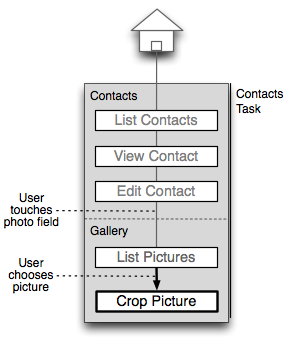 Contacts
Contacts
Task
List Contacts
View Contact
Edit Contact
User
touches
photo field
Gallery
List Pictures
User
chooses
picture
Crop Picture